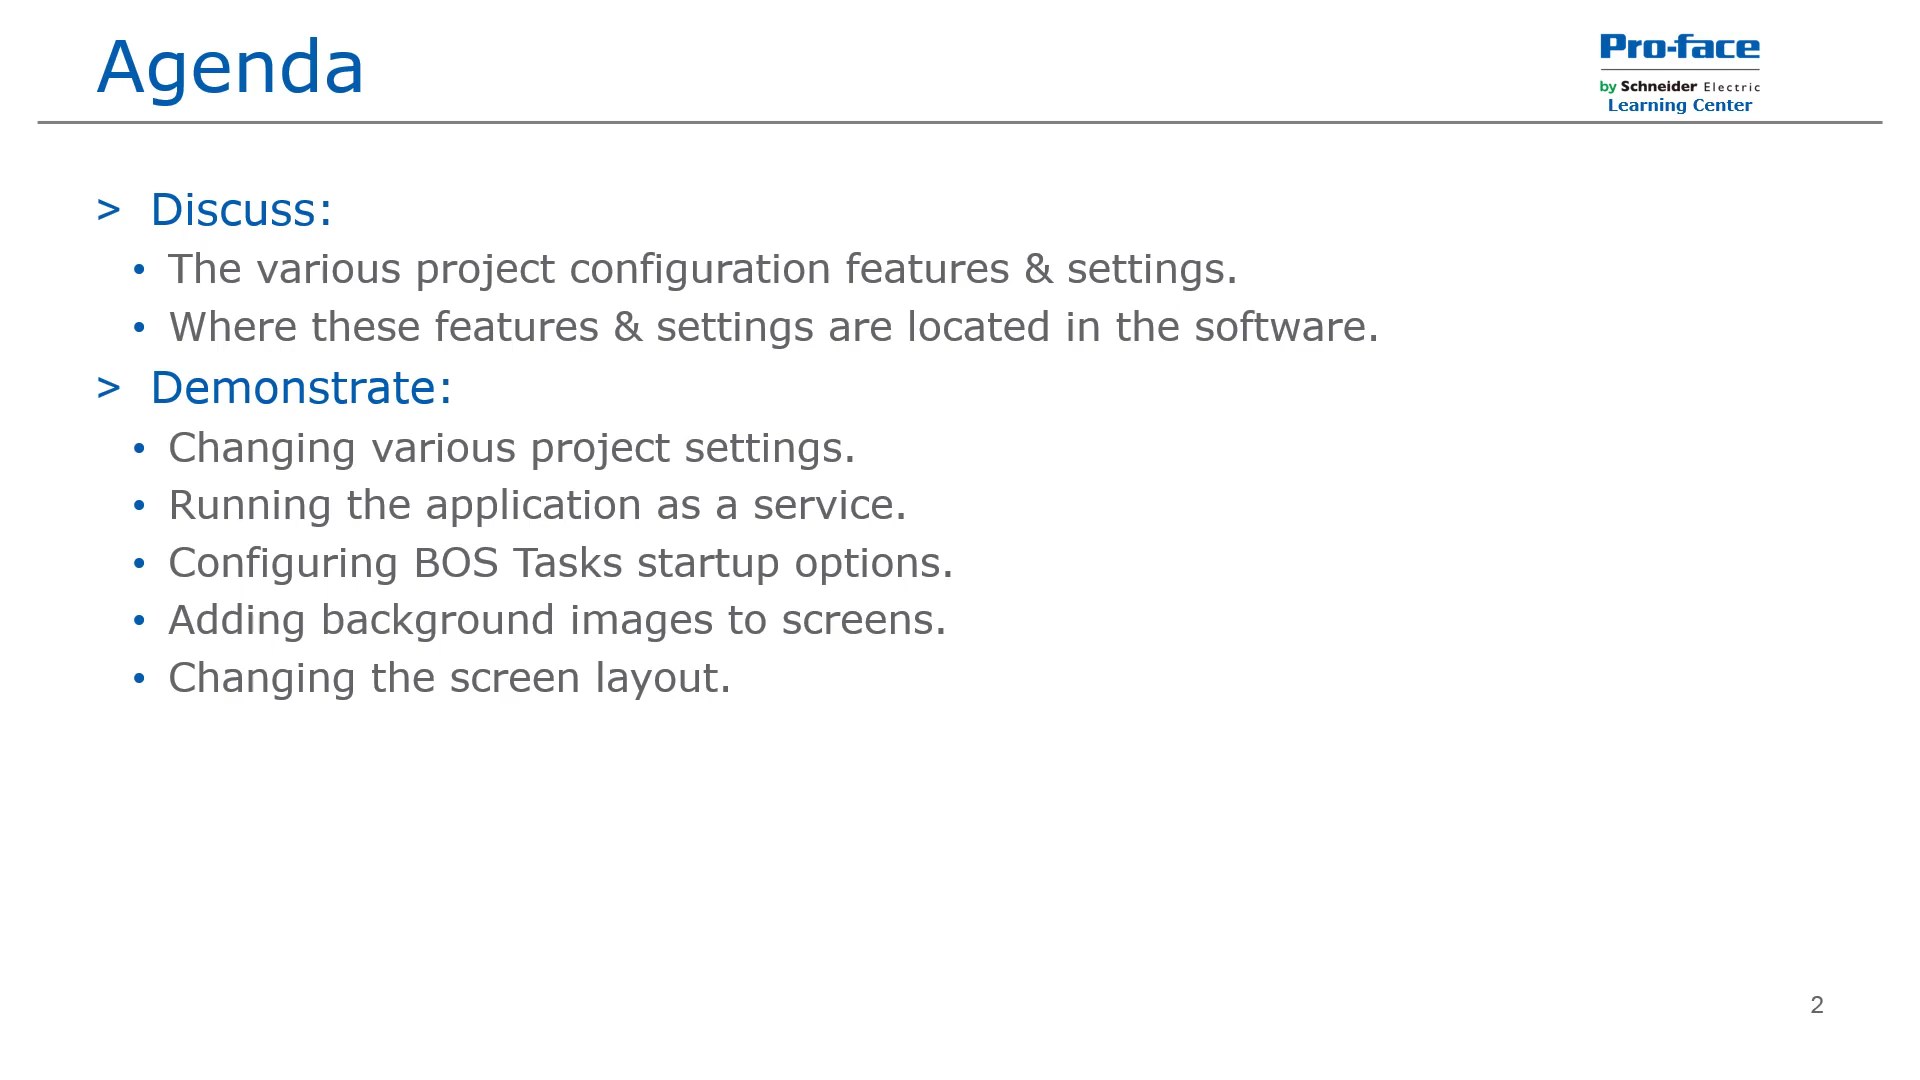 Agenda
Pro-face
by Schneider Electric
Learning Center
> Discuss:
• The various project configuration features & settings.
• Where these features & settings are located in the software.
> Demonstrate:
• Changing various project settings.
• Running the application as a service.
• Configuring BOS Tasks startup options.
• Adding background images to screens.
• Changing the screen layout.
2